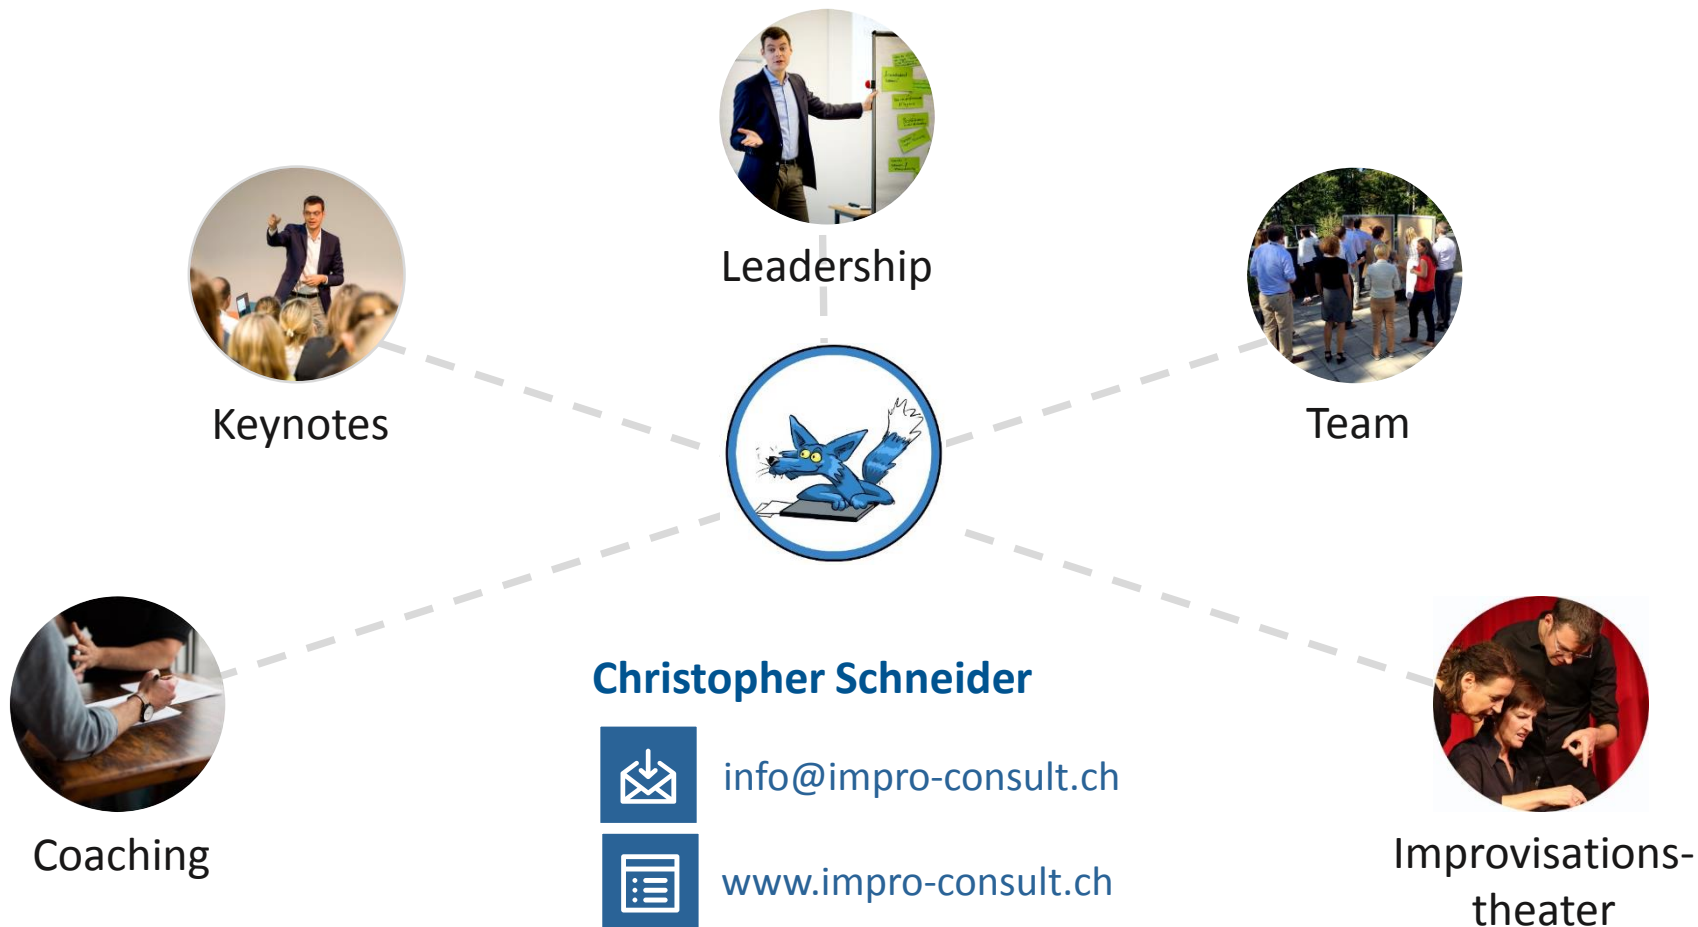 Leadership
Keynotes
Team
Christopher Schneider
info@impro-consult.ch
Coaching
www.impro-consult.ch
Improvisations-
theater